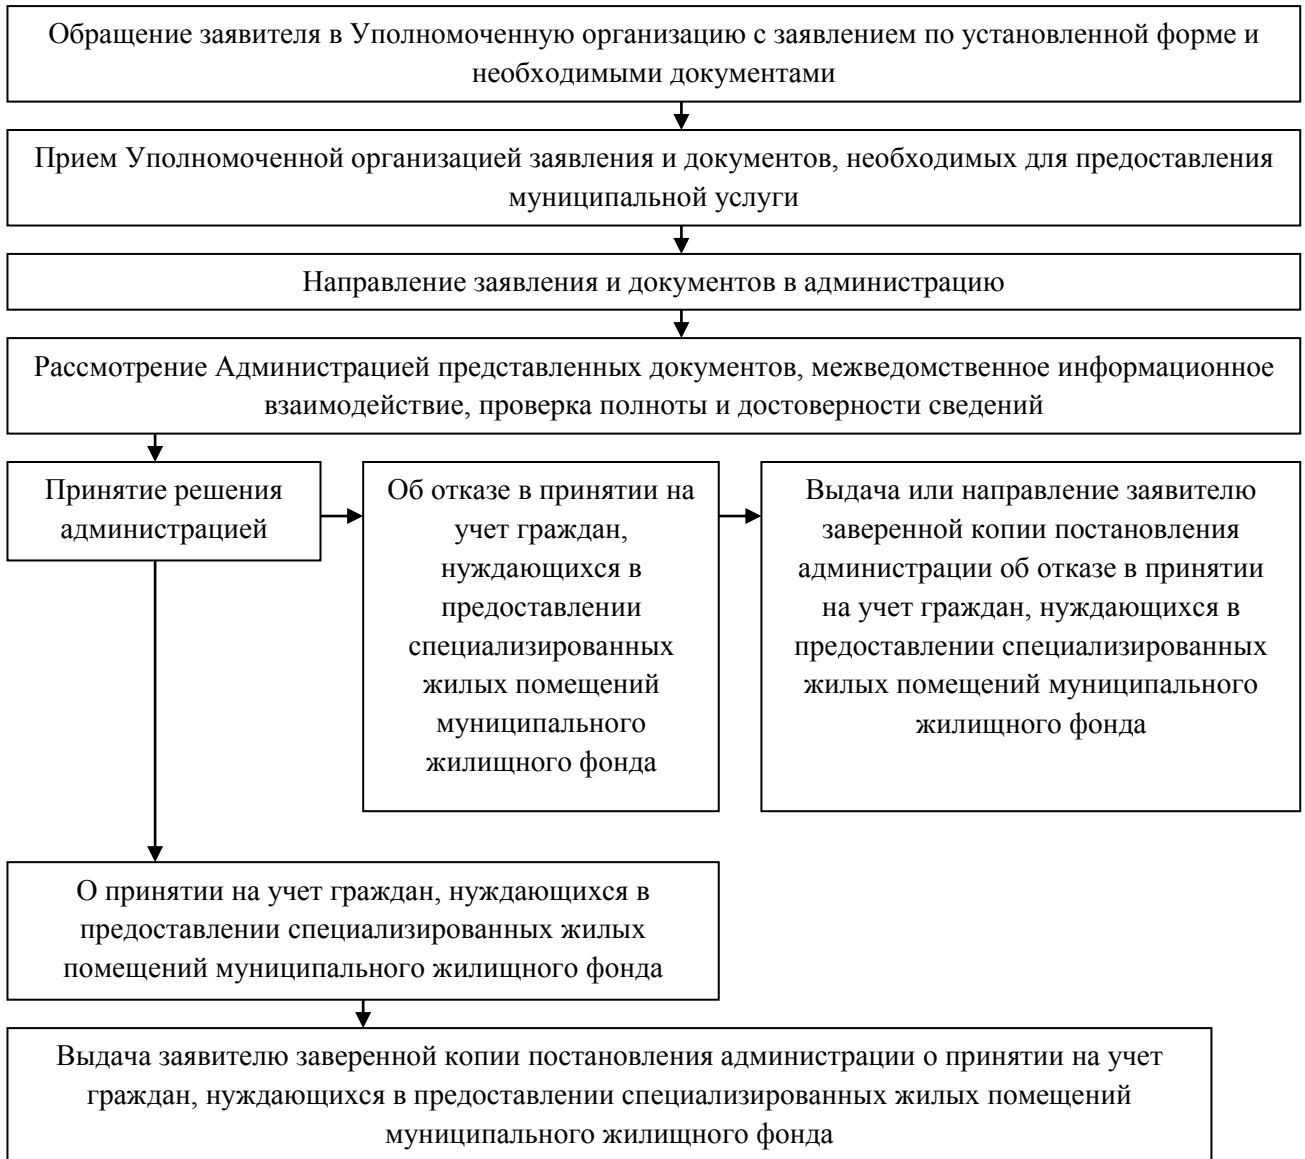 Обращение заявителя в Уполномоченную организацию с заявлением по установленной форме и
необходимыми документами
Прием Уполномоченной организацией заявления и документов, необходимых для предоставления
муниципальной услуги
Направление заявления и документов в администрацию
Рассмотрение Администрацией представленных документов, межведомственное информационное
взаимодействие, проверка полноты и достоверности сведений
Принятие решения
администрацией
Об отказе в принятии на
учет граждан,
нуждающихся в
предоставлении
специализированных
жилых помещений
муниципального
жилищного фонда
Выдача или направление заявителю
заверенной копии постановления
администрации об отказе в принятии
на учет граждан, нуждающихся в
предоставлении специализированных
жилых помещений муниципального
жилищного фонда
О принятии на учет граждан, нуждающихся в
предоставлении специализированных жилых
помещений муниципального жилищного фонда
Выдача заявителю заверенной копии постановления администрации о принятии на учет
граждан, нуждающихся в предоставлении специализированных жилых помещений
муниципального жилищного фонда